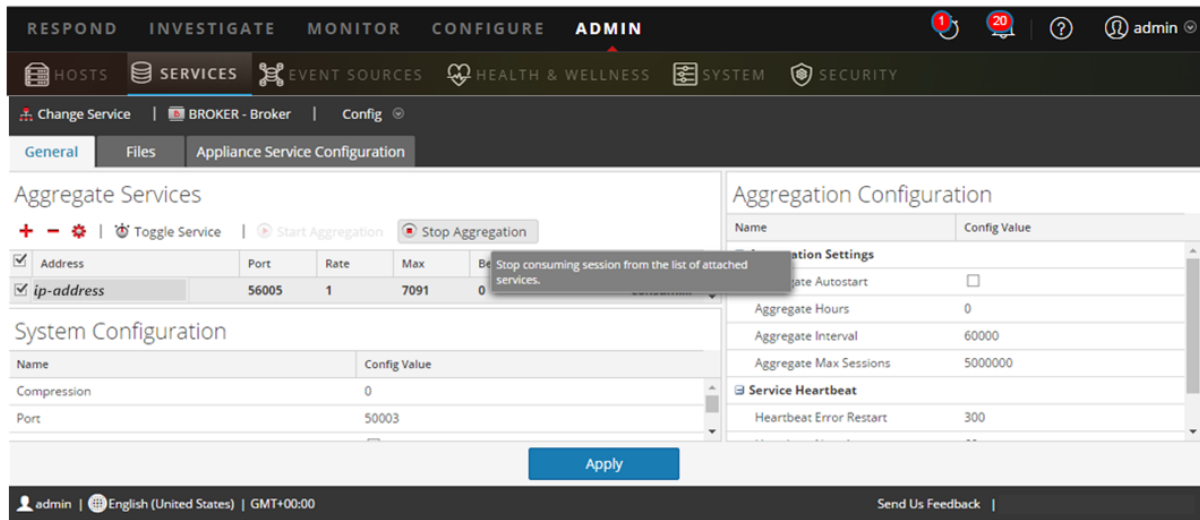 RESPOND INVESTIGATE MONITOR CONFIGURE ADMIN 1 20 ? admin
HOSTS SERVICES EVENT SOURCES HEALTH & WELLNESS SYSTEM SECURITY
Change Service | BROKER - Broker | Config
General Files Appliance Service Configuration
Aggregate Services
Toggle Service | Start Aggregation Stop Aggregation
Address Port Rate Max
ip-address 56005 1 7091 0
Stop consuming session from the list of attached
services.
System Configuration
Name Config Value
Compression 0
Port 50003
Aggregation Configuration
Name Config Value
Settings
Autostart
Aggregate Hours 0
Aggregate Interval 60000
Aggregate Max Sessions 5000000
Service Heartbeat
Heartbeat Error Restart 300
Apply
admin | English (United States) | GMT+00:00
Send Us Feedback |